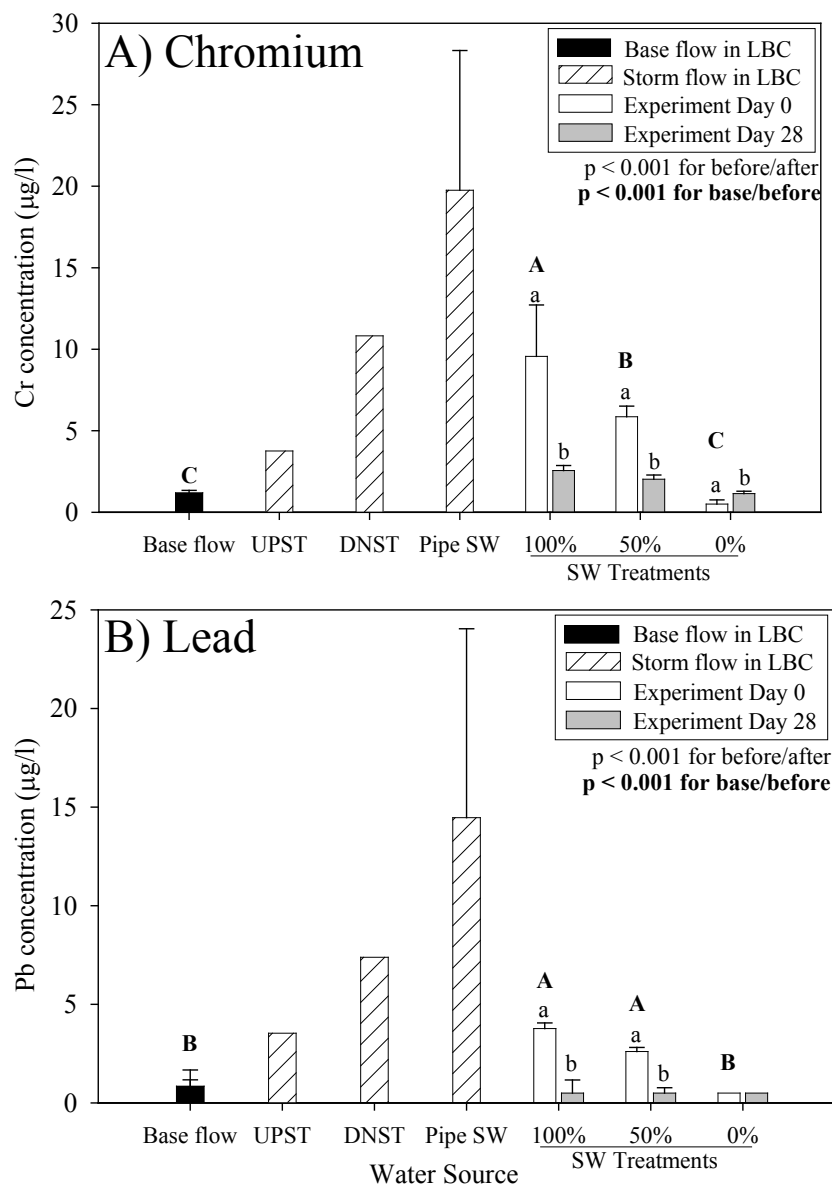 A) Chromium
Base flow in LBC
Storm flow in LBC
Experiment Day 0
Experiment Day 28
p < 0.001 for before/after
p < 0.001 for base/before
Cr concentration (µg/l)
30
25
20
15
10
5
0
C
A
a
b
B
a
b
C
a
b
Base flow UPST DNST Pipe SW 100% 50% 0%
SW Treatments
B) Lead
Base flow in LBC
Storm flow in LBC
Experiment Day 0
Experiment Day 28
p < 0.001 for before/after
p < 0.001 for base/before
Pb concentration (µg/l)
25
20
15
10
5
0
B
A
a
b
A
a
b
B
Base flow UPST DNST Pipe SW 100% 50% 0%
SW Treatments
Water Source